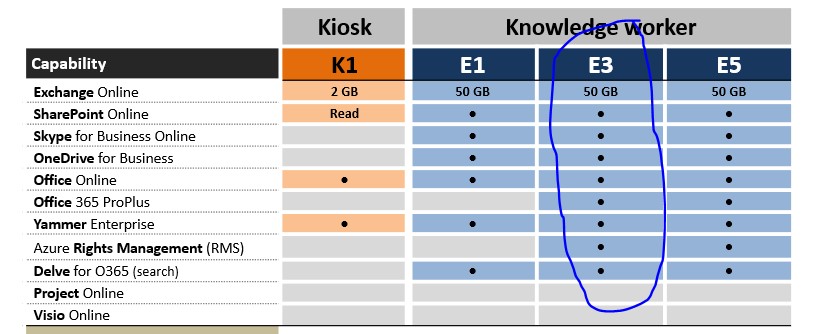 Kiosk Knowledge worker
Capability K1 E1 E3 E5
Exchange Online 2 GB 50 GB 50 GB 50 GB
SharePoint Online Read • • •
Skype for Business Online • • •
OneDrive for Business • • •
Office Online • • • •
Office 365 ProPlus • •
Yammer Enterprise • • • •
Azure Rights Management (RMS) • •
Delve for O365 (search) • • •
Project Online
Visio Online